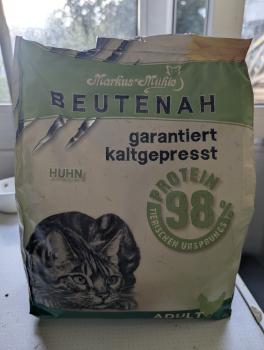 Markus-Mühle
BEUTENAH
garantiert
kaltgepresst
HUHN
PROTEIN
98%
TIERISCHEN URSPRUNGS
ADULT